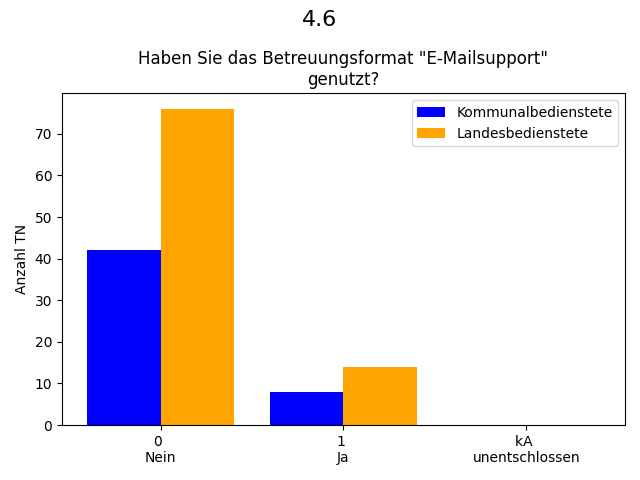 4.6
Haben Sie das Betreuungsformat "E-Mailsupport"
genutzt?
Kommunalbedienstete
Landesbedienstete
Anzahl TN
70
60
50
40
30
20
10
0
0
Nein
1
Ja
kA
unentschlossen